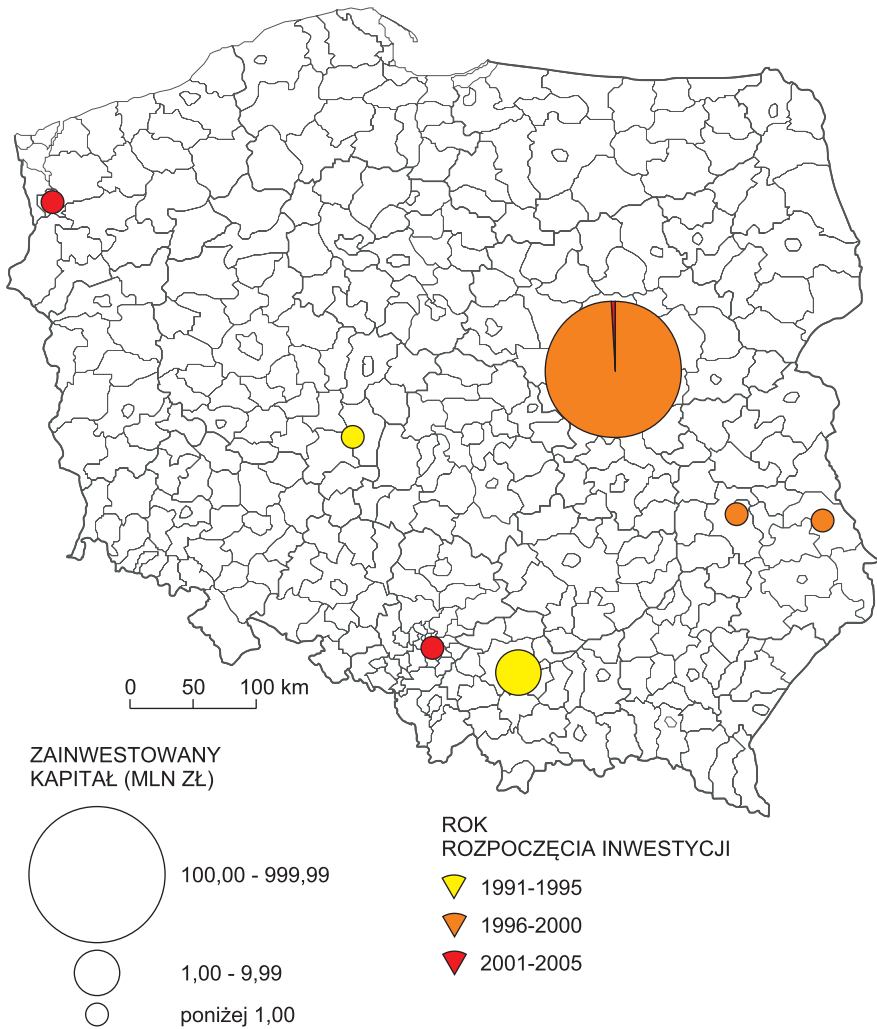 0 50 100 km
ZAINWESTOWANY
KAPITAŁ (MLN ZŁ)
100,00 - 999,99
1,00 - 9,99
poniżej 1,00
ROK
ROZPOCZĘCIA INWESTYCJI
1991-1995
1996-2000
2001-2005